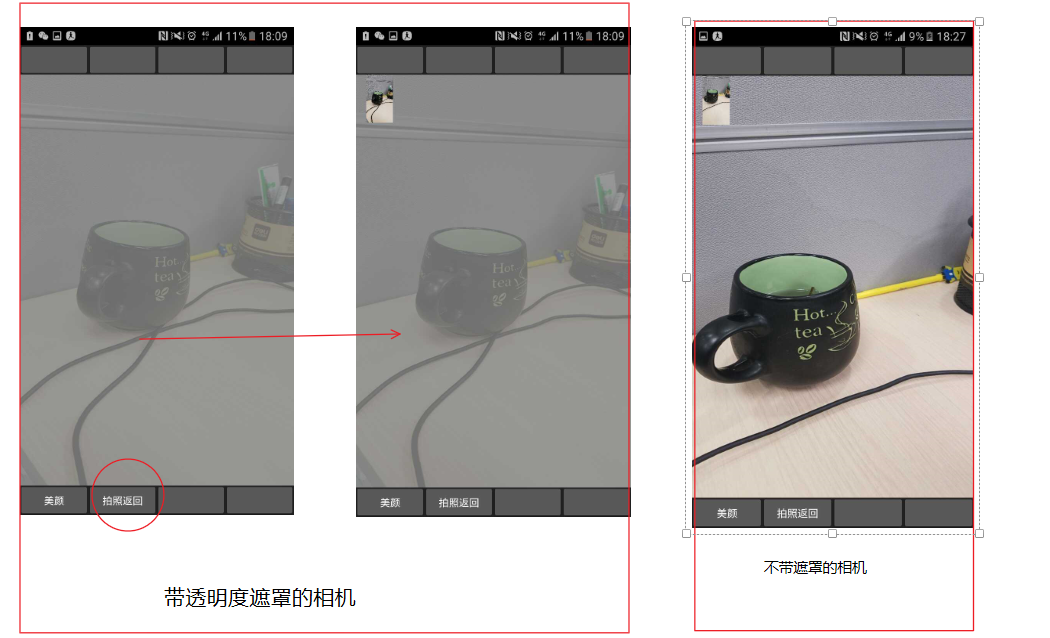 11% 18:09
11% 18:09
4G 9% 18:27
Hot..
tea
Hot..
tea
Hot...
tea
美颜 拍照返回
美颜 拍照返回
美颜 拍照返回
不带遮罩的相机
带透明度遮罩的相机